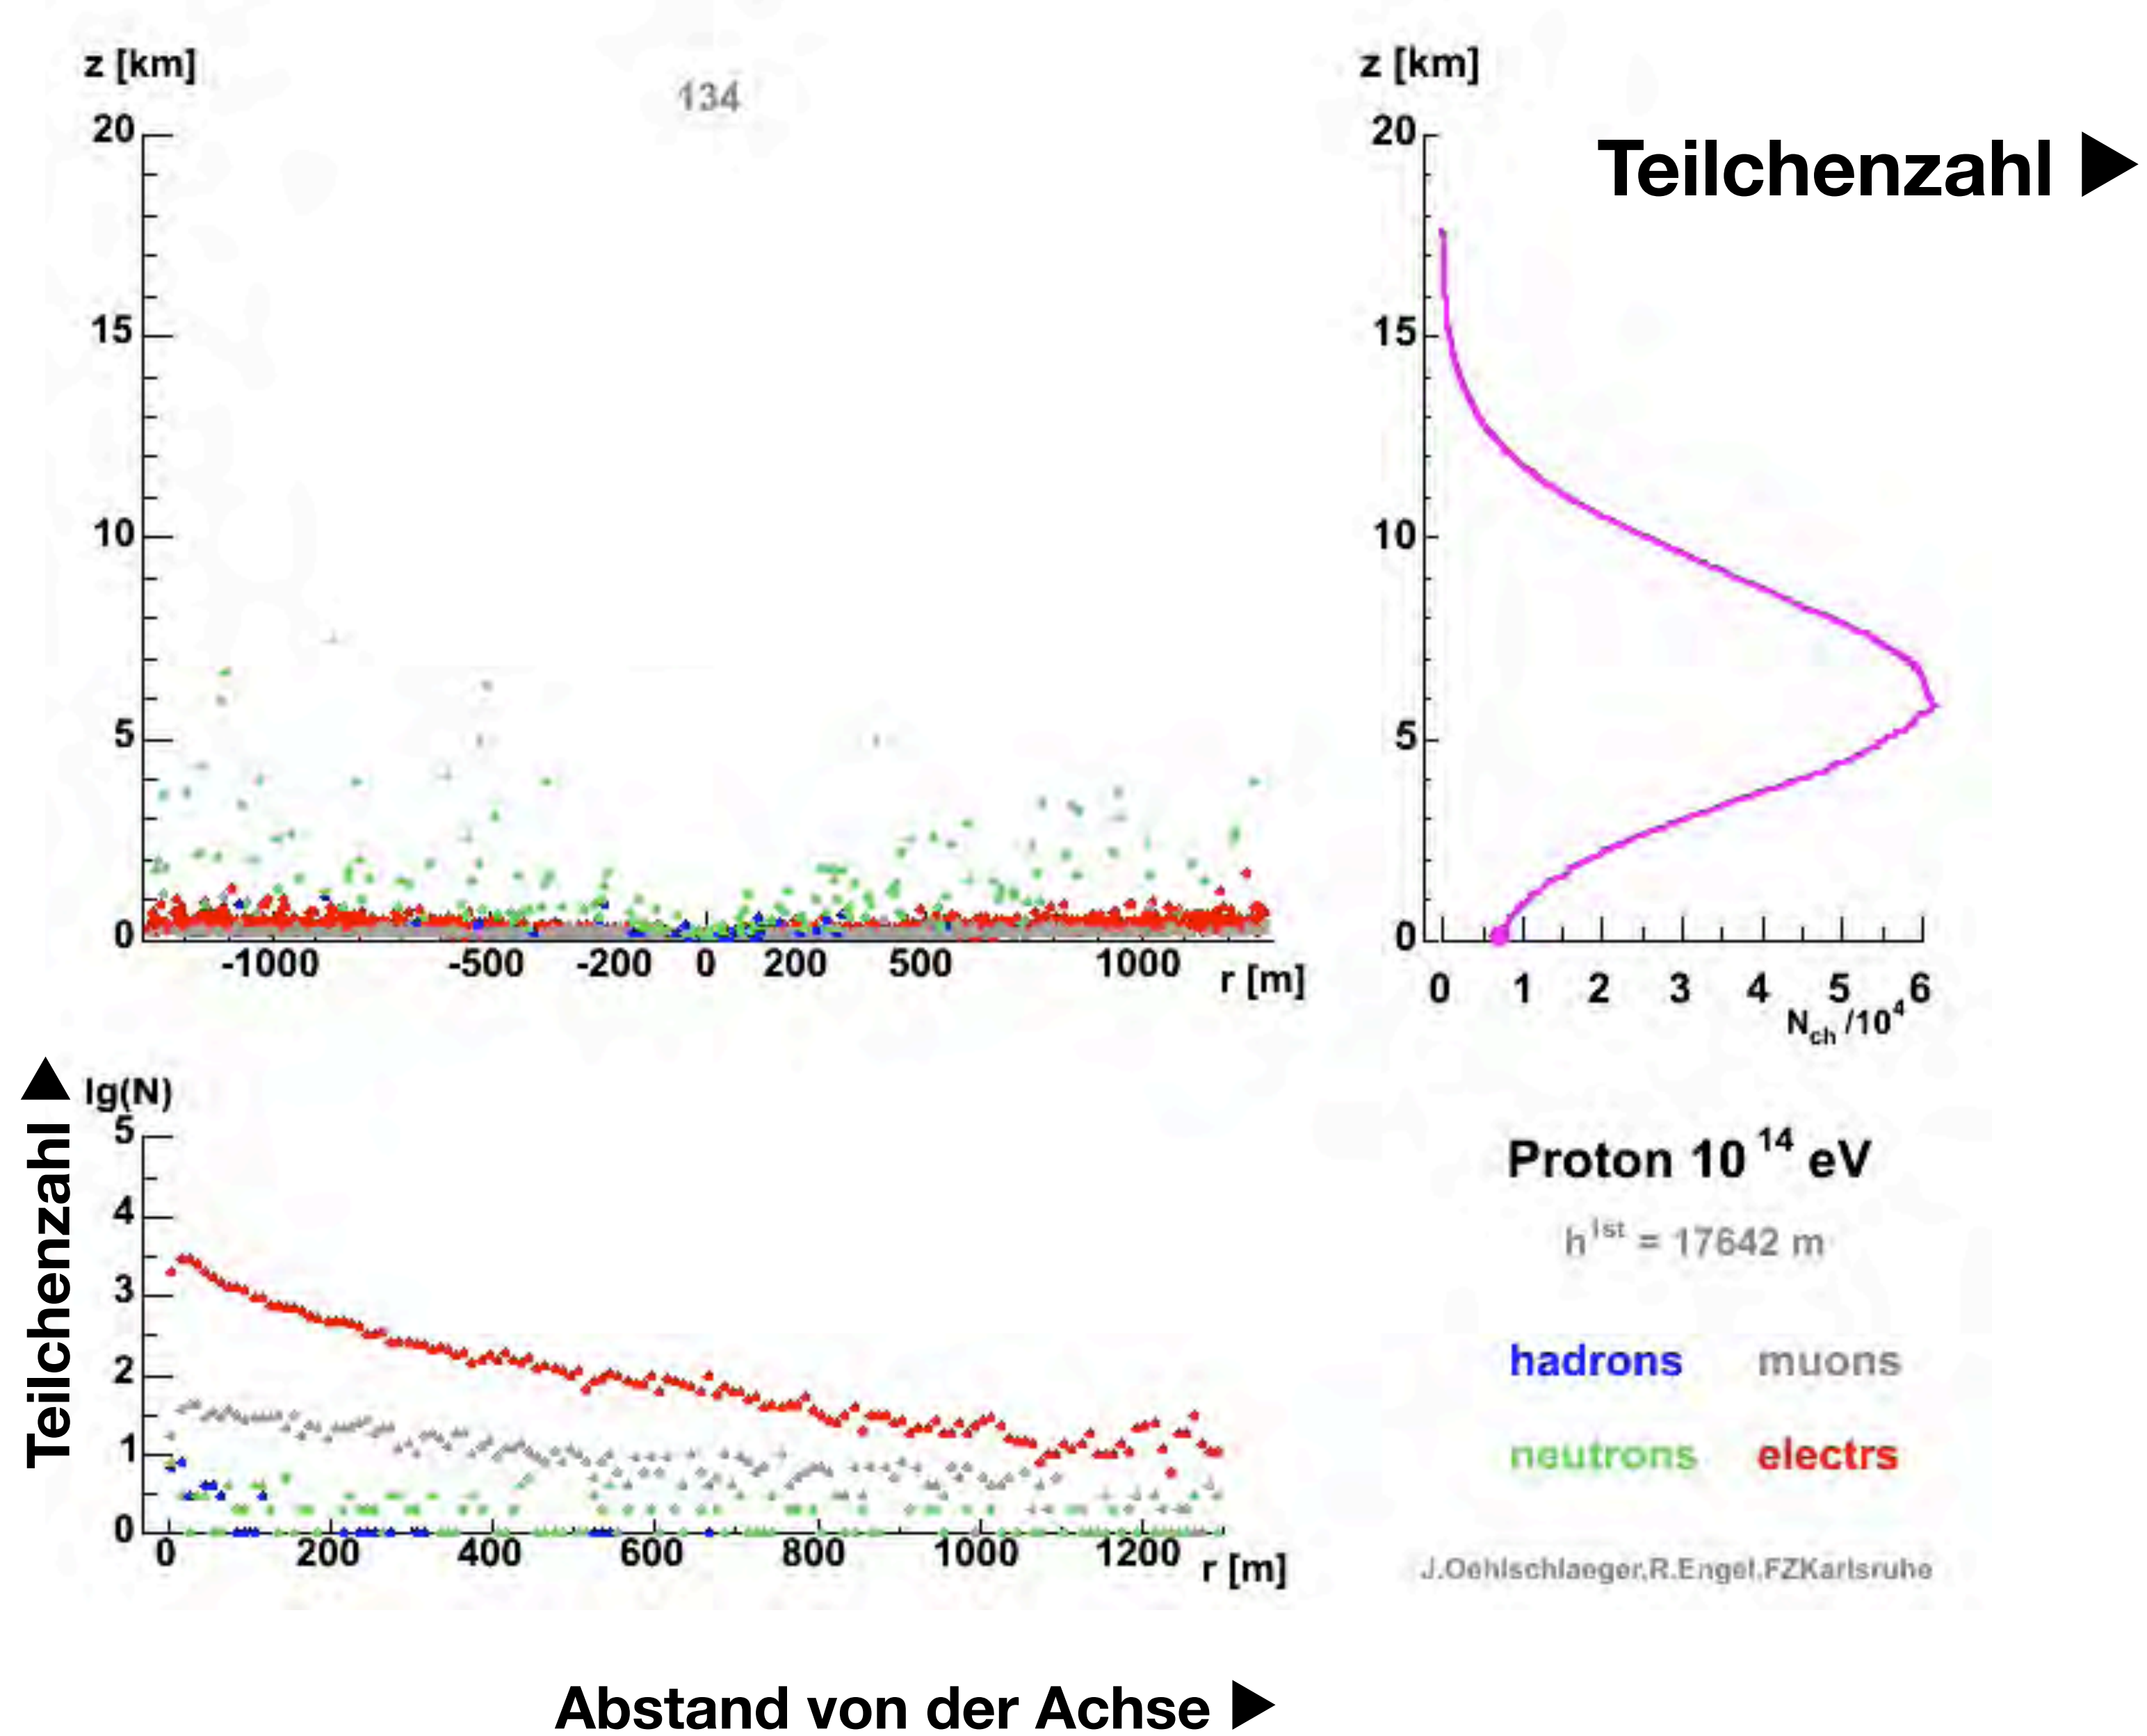 z [km]
134
20
15
10
5
0
-1000 -500 -200 0 200 500 1000
r [m]
z [km]
Teilchenzahl ▶
20
15
10
5
0
0 1 2 3 4 5 6
N_ch /10^4
Teilchenzahl ▶
lg(N)
5
4
3
2
1
0
0 200 400 600 800 1000 1200
r [m]
Proton 10^14 eV
h^1st = 17642 m
hadrons muons
neutrons electrs
J.Oehlschlaeger,R.Engel,FZKarlsruhe
Abstand von der Achse ▶